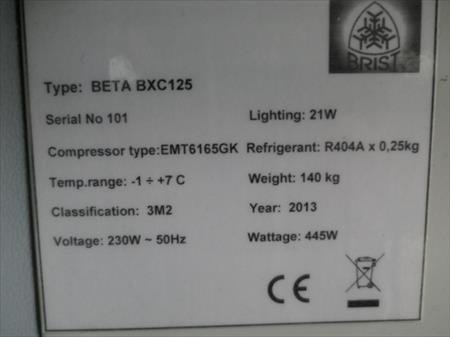 BRIST
Type: BETA BXC125
Serial No 101 Lighting: 21W
Compressor type:EMT6165GK Refrigerant: R404A x 0,25kg
Temp.range: -1 ÷ +7 C Weight: 140 kg
Classification: 3M2 Year: 2013
Voltage: 230W ~ 50Hz Wattage: 445W
CE